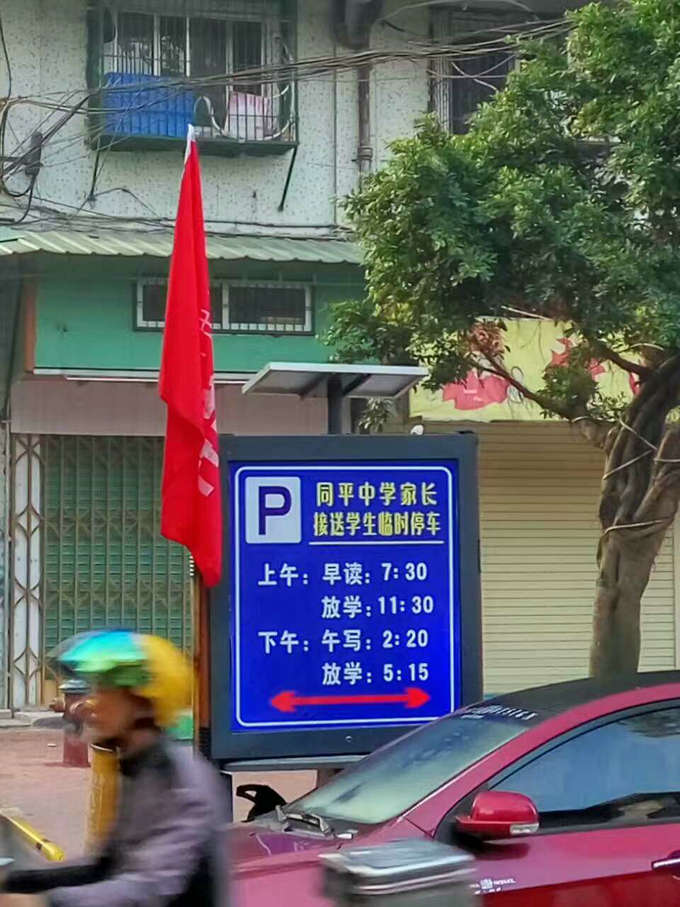 P
同平中学家长
接送学生临时停车
上午：早读：7:30
放学：11:30
下午：午写：2:20
放学：5:15